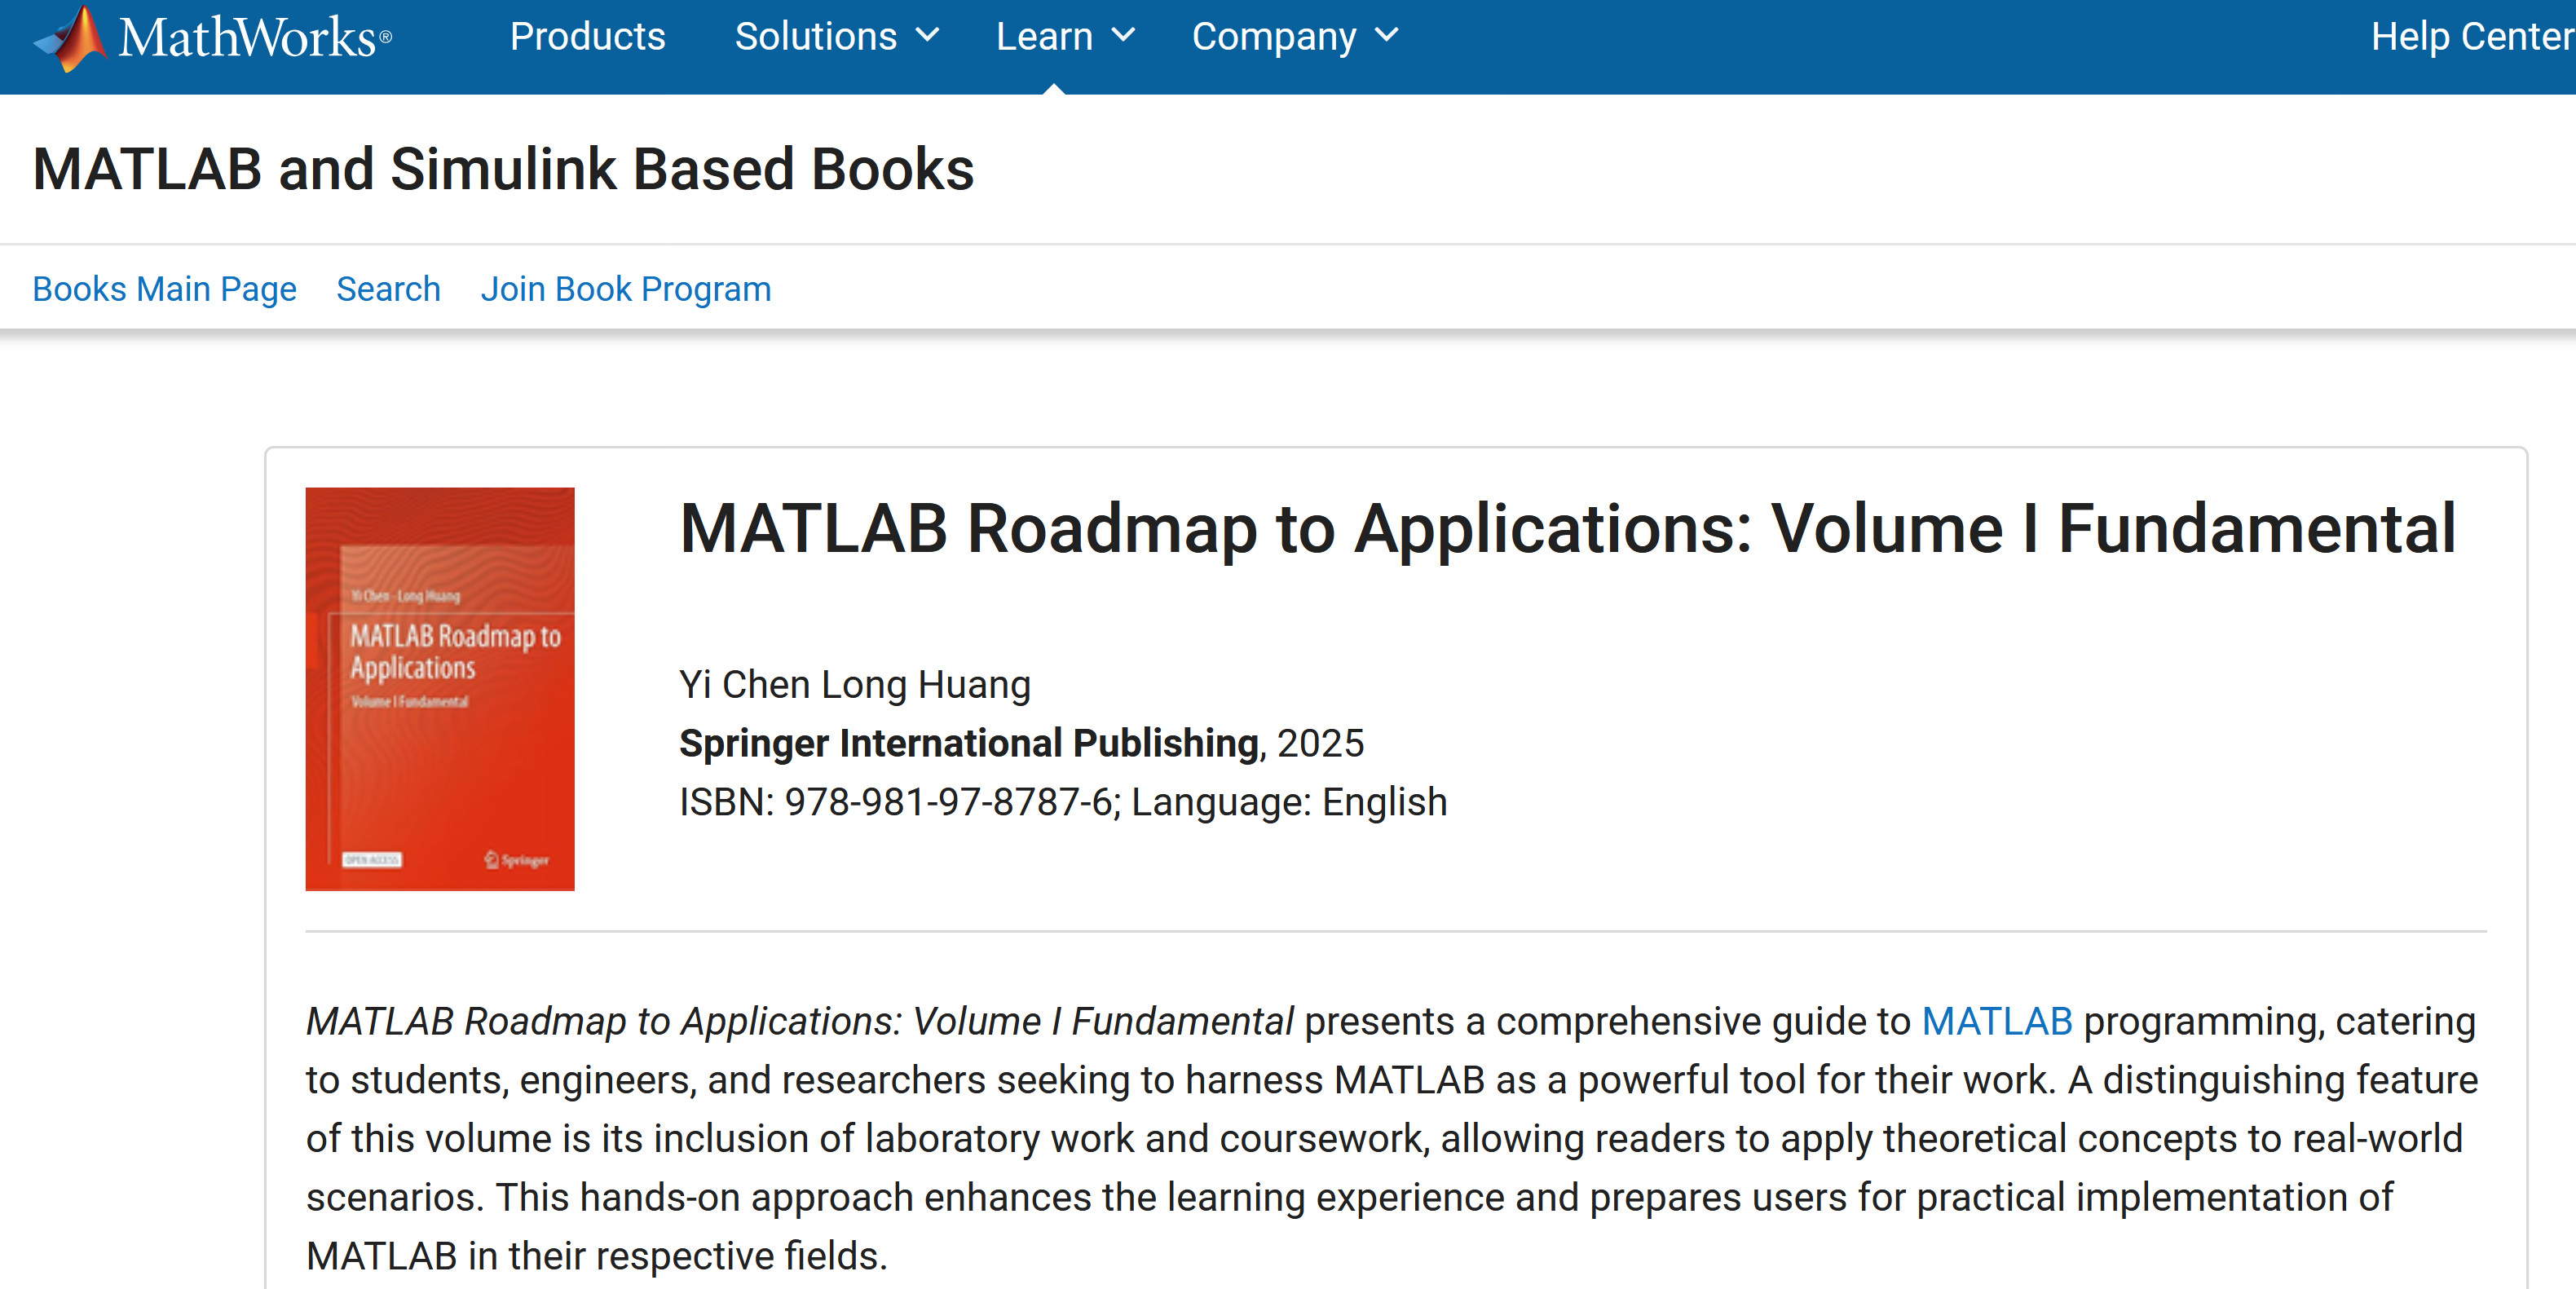 MathWorks®
Products Solutions Learn Company Help Center
MATLAB and Simulink Based Books
Books Main Page Search Join Book Program
Yi Chen · Long Huang
MATLAB Roadmap to
Applications
Volume I Fundamental
OPEN ACCESS
Springer
MATLAB Roadmap to Applications: Volume I Fundamental
Yi Chen Long Huang
Springer International Publishing, 2025
ISBN: 978-981-97-8787-6; Language: English
MATLAB Roadmap to Applications: Volume I Fundamental presents a comprehensive guide to MATLAB programming, catering
to students, engineers, and researchers seeking to harness MATLAB as a powerful tool for their work. A distinguishing feature
of this volume is its inclusion of laboratory work and coursework, allowing readers to apply theoretical concepts to real-world
scenarios. This hands-on approach enhances the learning experience and prepares users for practical implementation of
MATLAB in their respective fields.